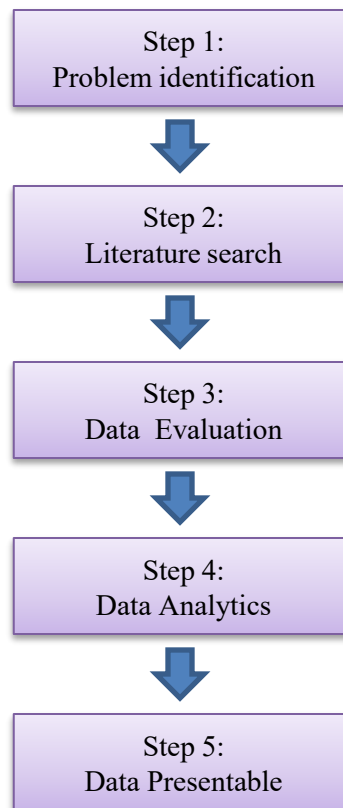 Step 1:
Problem identification
Step 2:
Literature search
Step 3:
Data  Evaluation
Step 4:
Data Analytics
Step 5:
Data Presentable